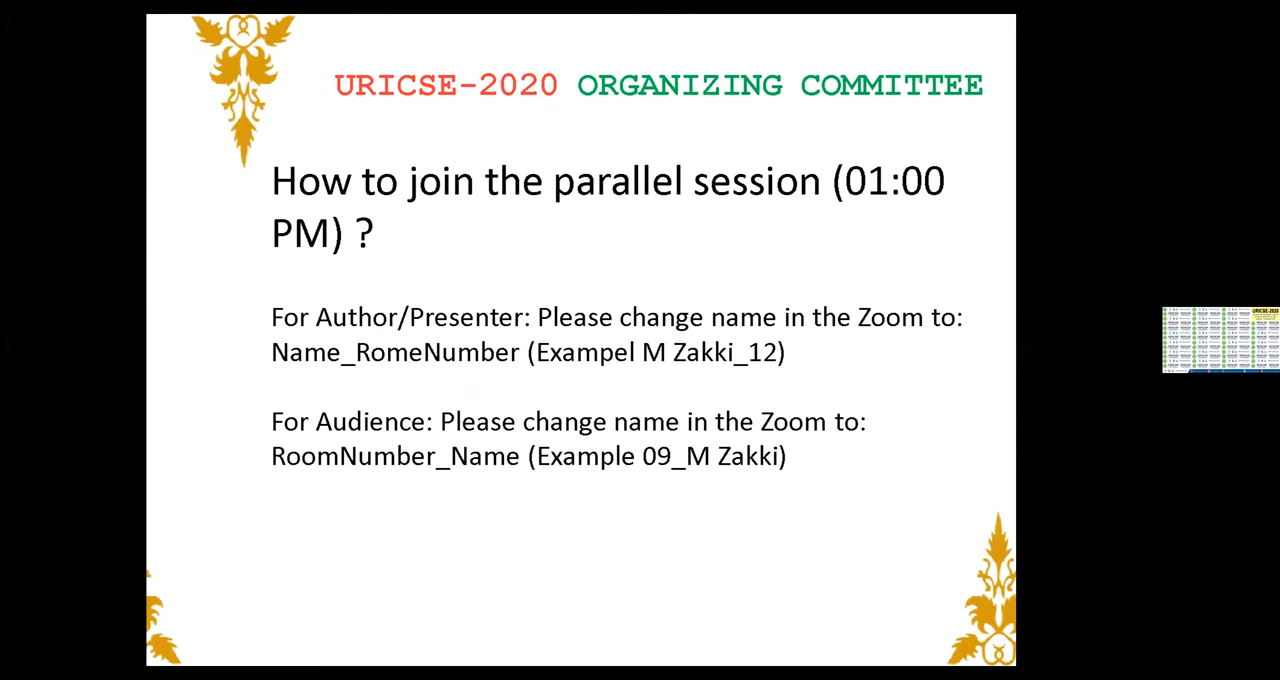 URICSE-2020 ORGANIZING COMMITTEE
How to join the parallel session (01:00
PM) ?
For Author/Presenter: Please change name in the Zoom to:
Name_RomeNumber (Exampel M Zakki_12)
For Audience: Please change name in the Zoom to:
RoomNumber_Name (Example 09_M Zakki)
URICSE-2020